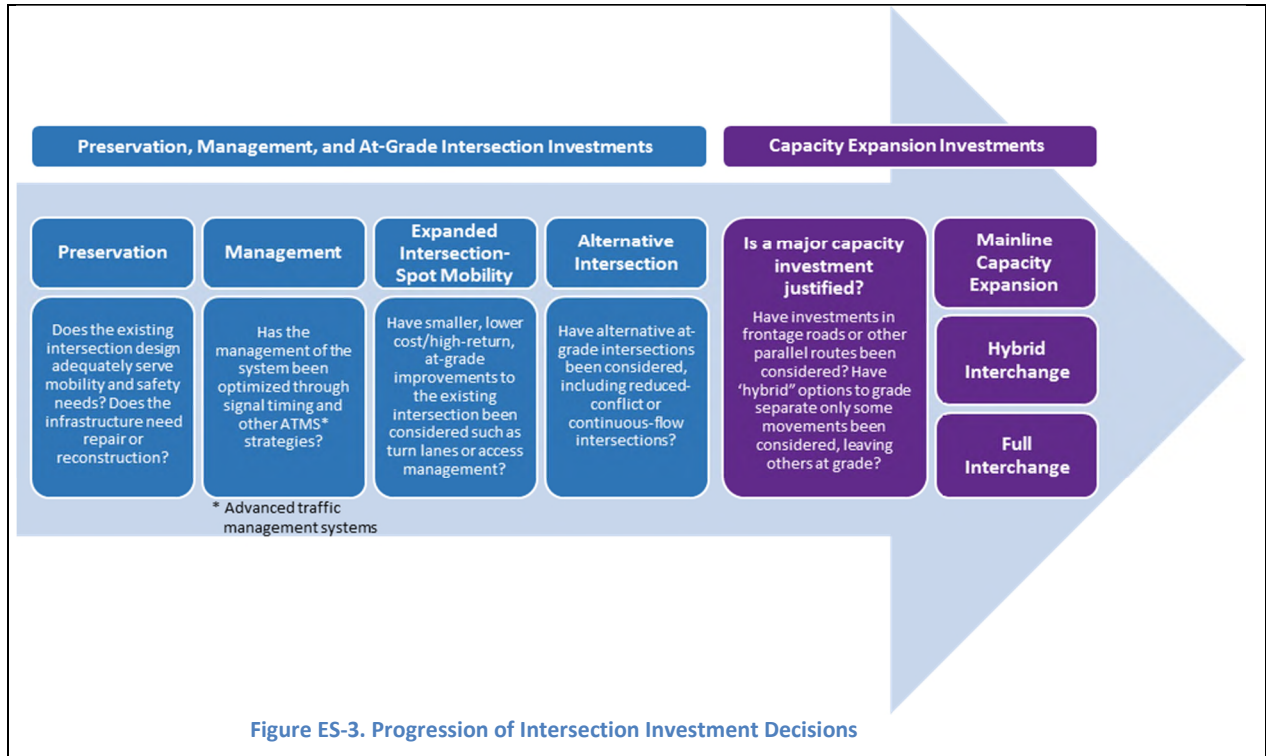 Preservation, Management, and At-Grade Intersection Investments
Capacity Expansion Investments
Preservation
Does the existing
intersection design
adequately serve
mobility and safety
needs? Does the
infrastructure need
repair or
reconstruction?
Management
Has the
management of the
system been
optimized through
signal timing and
other ATMS*
strategies?
* Advanced traffic
management systems
Expanded
Intersection-
Spot Mobility
Have smaller, lower
cost/high-return,
at-grade
improvements to
the existing
intersection been
considered such as
turn lanes or access
management?
Alternative
Intersection
Have alternative at-
grade intersections
been considered,
including reduced-
conflict or
continuous-flow
intersections?
Is a major capacity
investment
justified?
Have investments in
frontage roads or other
parallel routes been
considered? Have
‘hybrid” options to grade
separate only some
movements been
considered, leaving
others at grade?
Mainline
Capacity
Expansion
Hybrid
Interchange
Full
Interchange
Figure ES-3. Progression of Intersection Investment Decisions